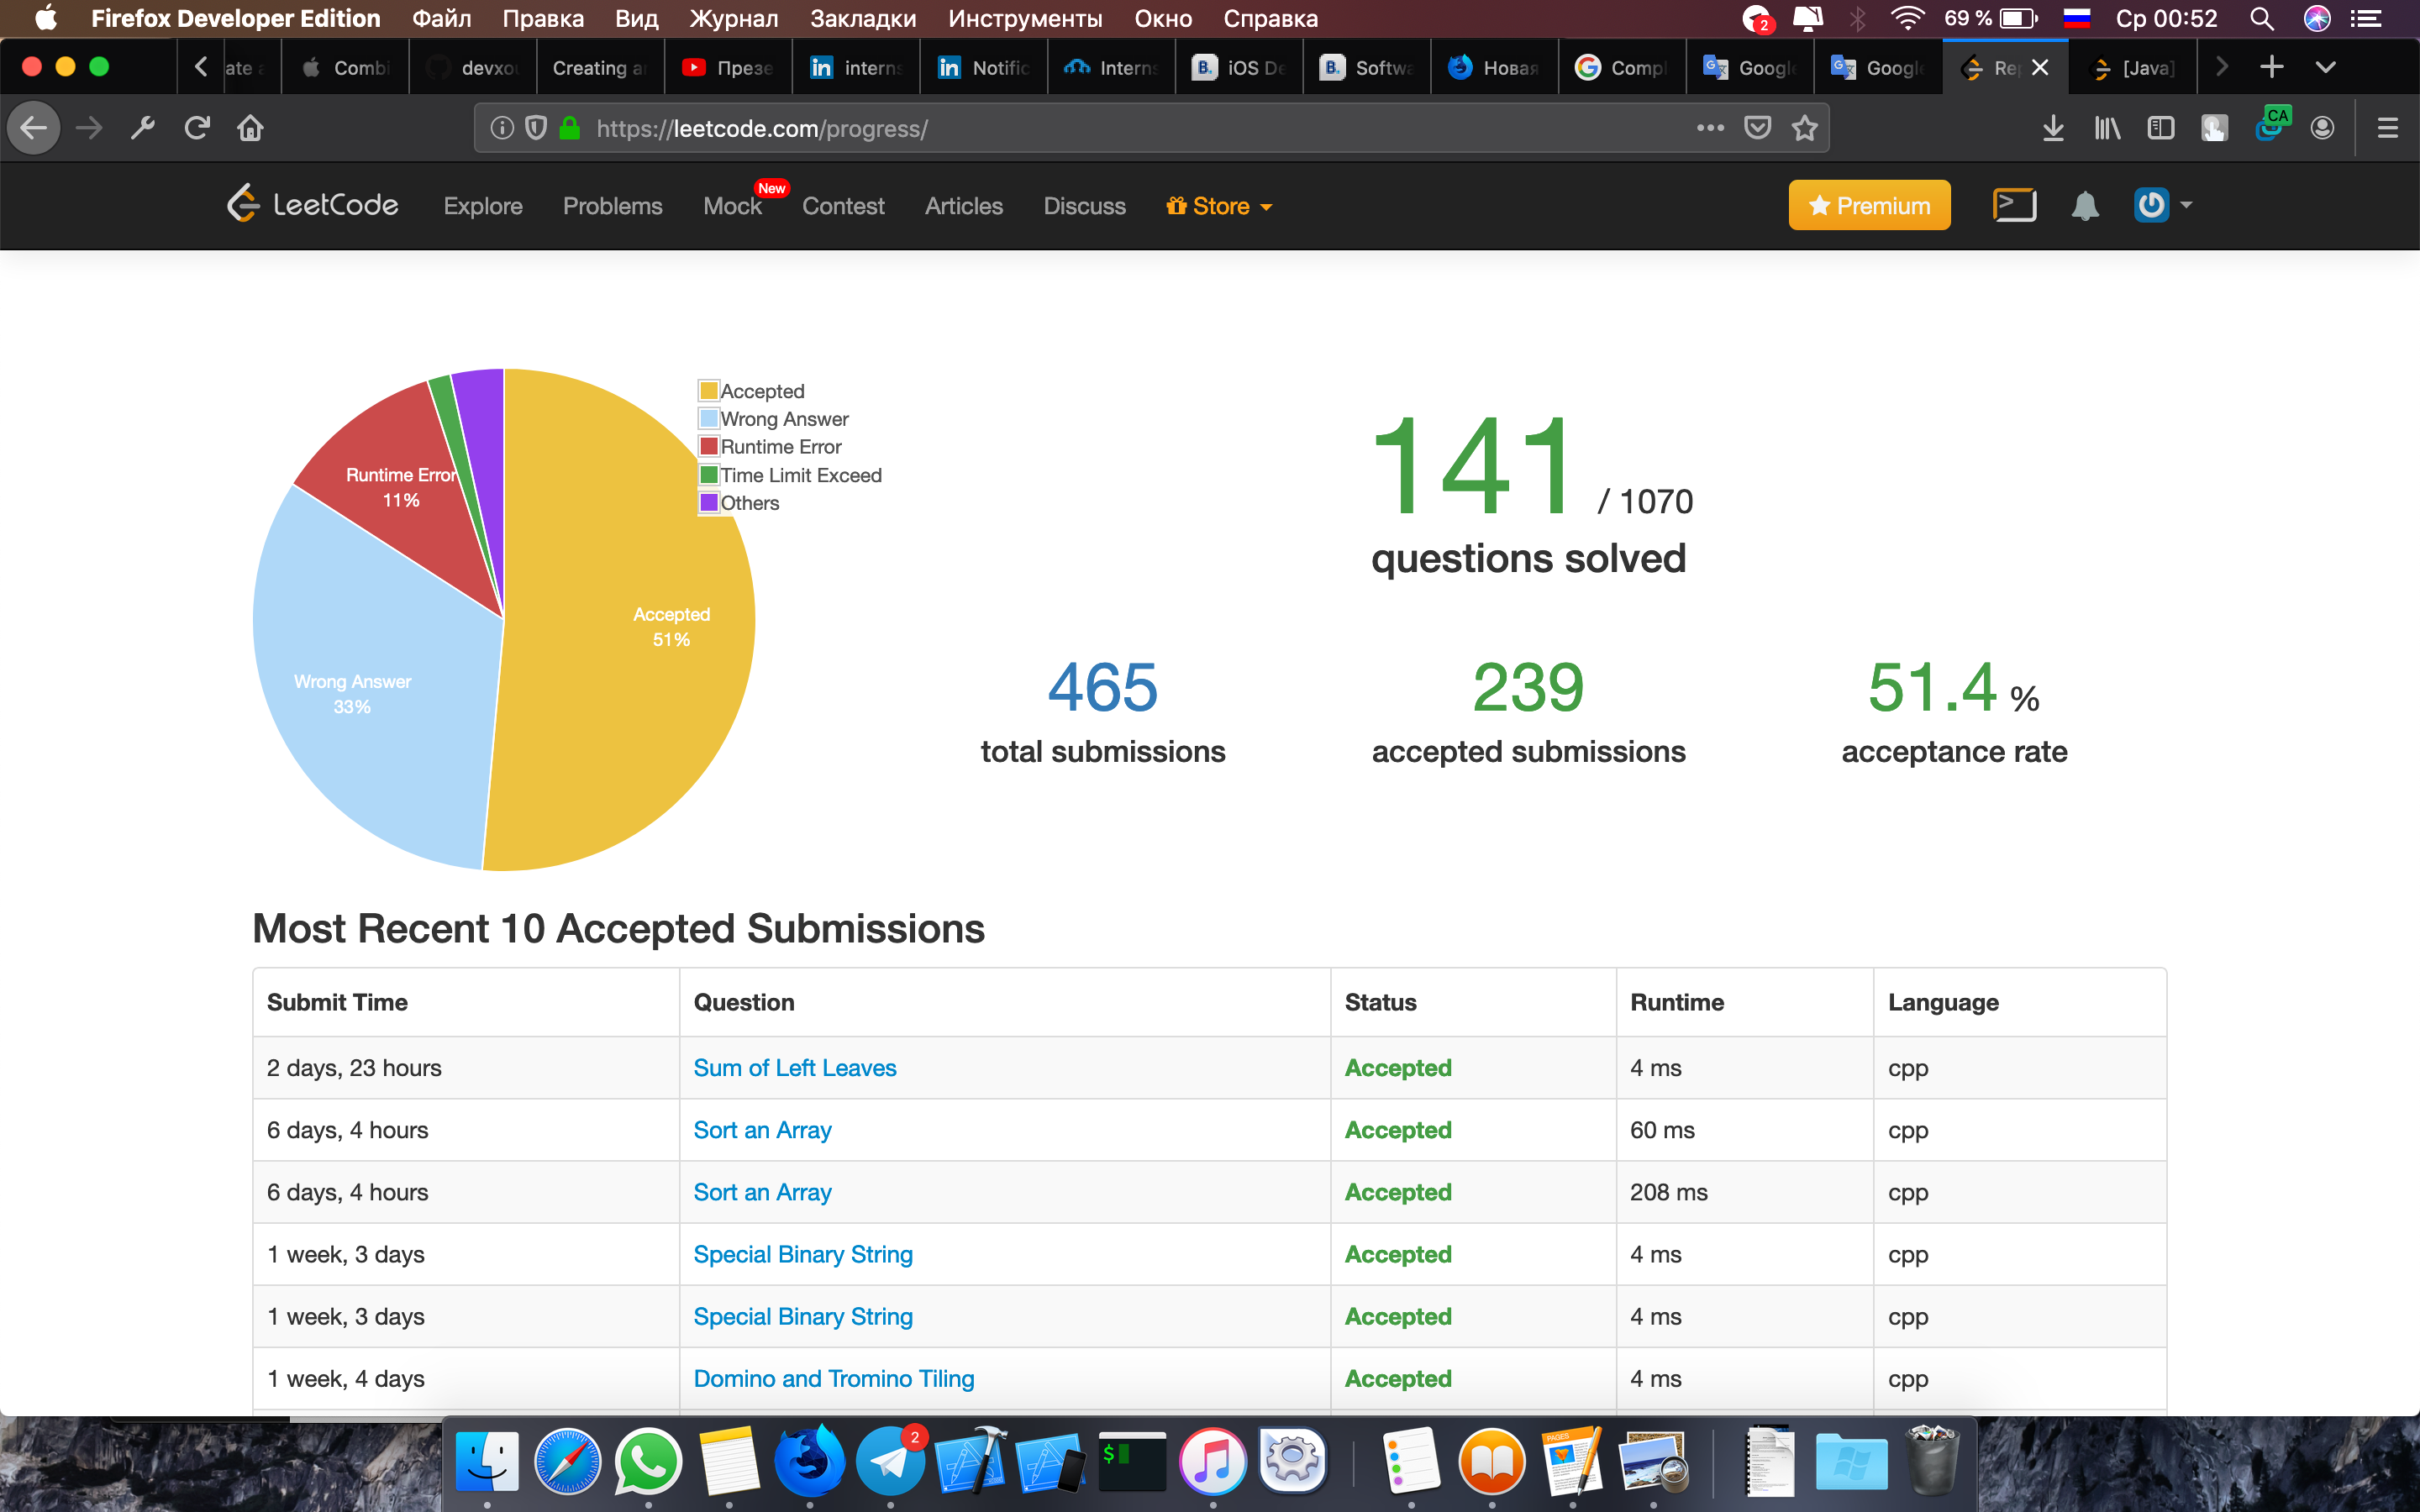 Firefox Developer Edition Файл Правка Вид Журнал Закладки Инструменты Окно Справка 2 69 % Ср 00:52
ate Combi devxo Creating a Презе intern Notific Intern iOS De Softwa Новая Compl Google Google Re [Java]
https://leetcode.com/progress/ CA
LeetCode Explore Problems Mock New Contest Articles Discuss Store Premium
Accepted
Wrong Answer
Runtime Error
Time Limit Exceed
Others
Runtime Error
11%
Accepted
51%
Wrong Answer
33%
141 / 1070
questions solved
465 239 51.4 %
total submissions accepted submissions acceptance rate
Most Recent 10 Accepted Submissions
Submit Time Question Status Runtime Language
2 days, 23 hours Sum of Left Leaves Accepted 4 ms cpp
6 days, 4 hours Sort an Array Accepted 60 ms cpp
6 days, 4 hours Sort an Array Accepted 208 ms cpp
1 week, 3 days Special Binary String Accepted 4 ms cpp
1 week, 3 days Special Binary String Accepted 4 ms cpp
1 week, 4 days Domino and Tromino Tiling Accepted 4 ms cpp
2
PAGES